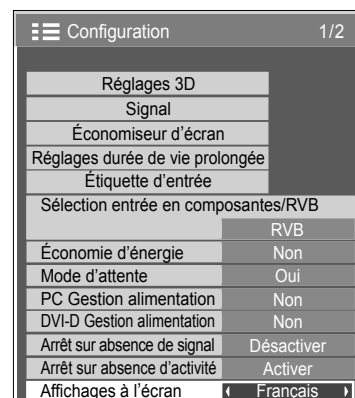 Configuration 1/2
Réglages 3D
Signal
Économiseur d'écran
Réglages durée de vie prolongée
Étiquette d'entrée
Sélection entrée en composantes/RVB
RVB
Économie d'énergie Non
Mode d'attente Oui
PC Gestion alimentation Non
DVI-D Gestion alimentation Non
Arrêt sur absence de signal Désactiver
Arrêt sur absence d'activité Activer
Affichages à l'écran Français